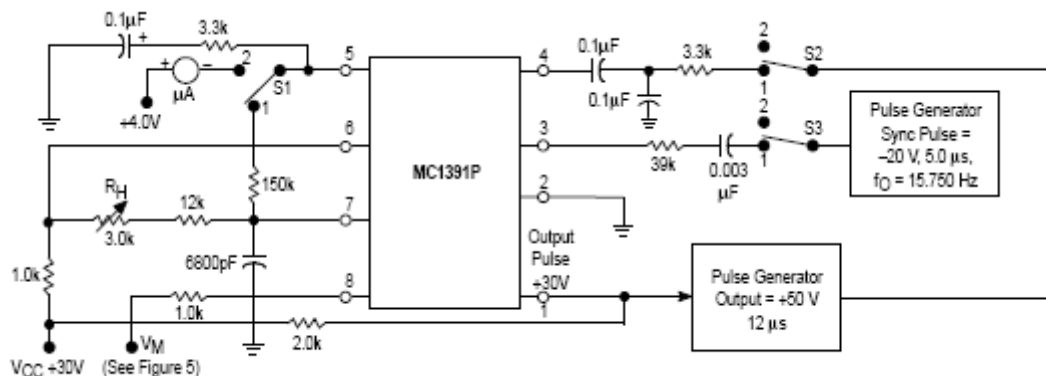 0.1µF
+
3.3k
5
4
0.1µF
3.3k
2
S2
1
+
–
2
S1
µA
+4.0V
1
0.1µF
2
S3
1
6
3
39k
0.003
µF
Pulse Generator
Sync Pulse =
–20 V, 5.0 µs,
fO = 15.750 Hz
MC1391P
150k
RH
3.0k
12k
7
2
6800pF
Output
Pulse
+30V
1
1.0k
8
1.0k
2.0k
Pulse Generator
Output = +50 V
12 µs
VCC +30V
VM
(See Figure 5)